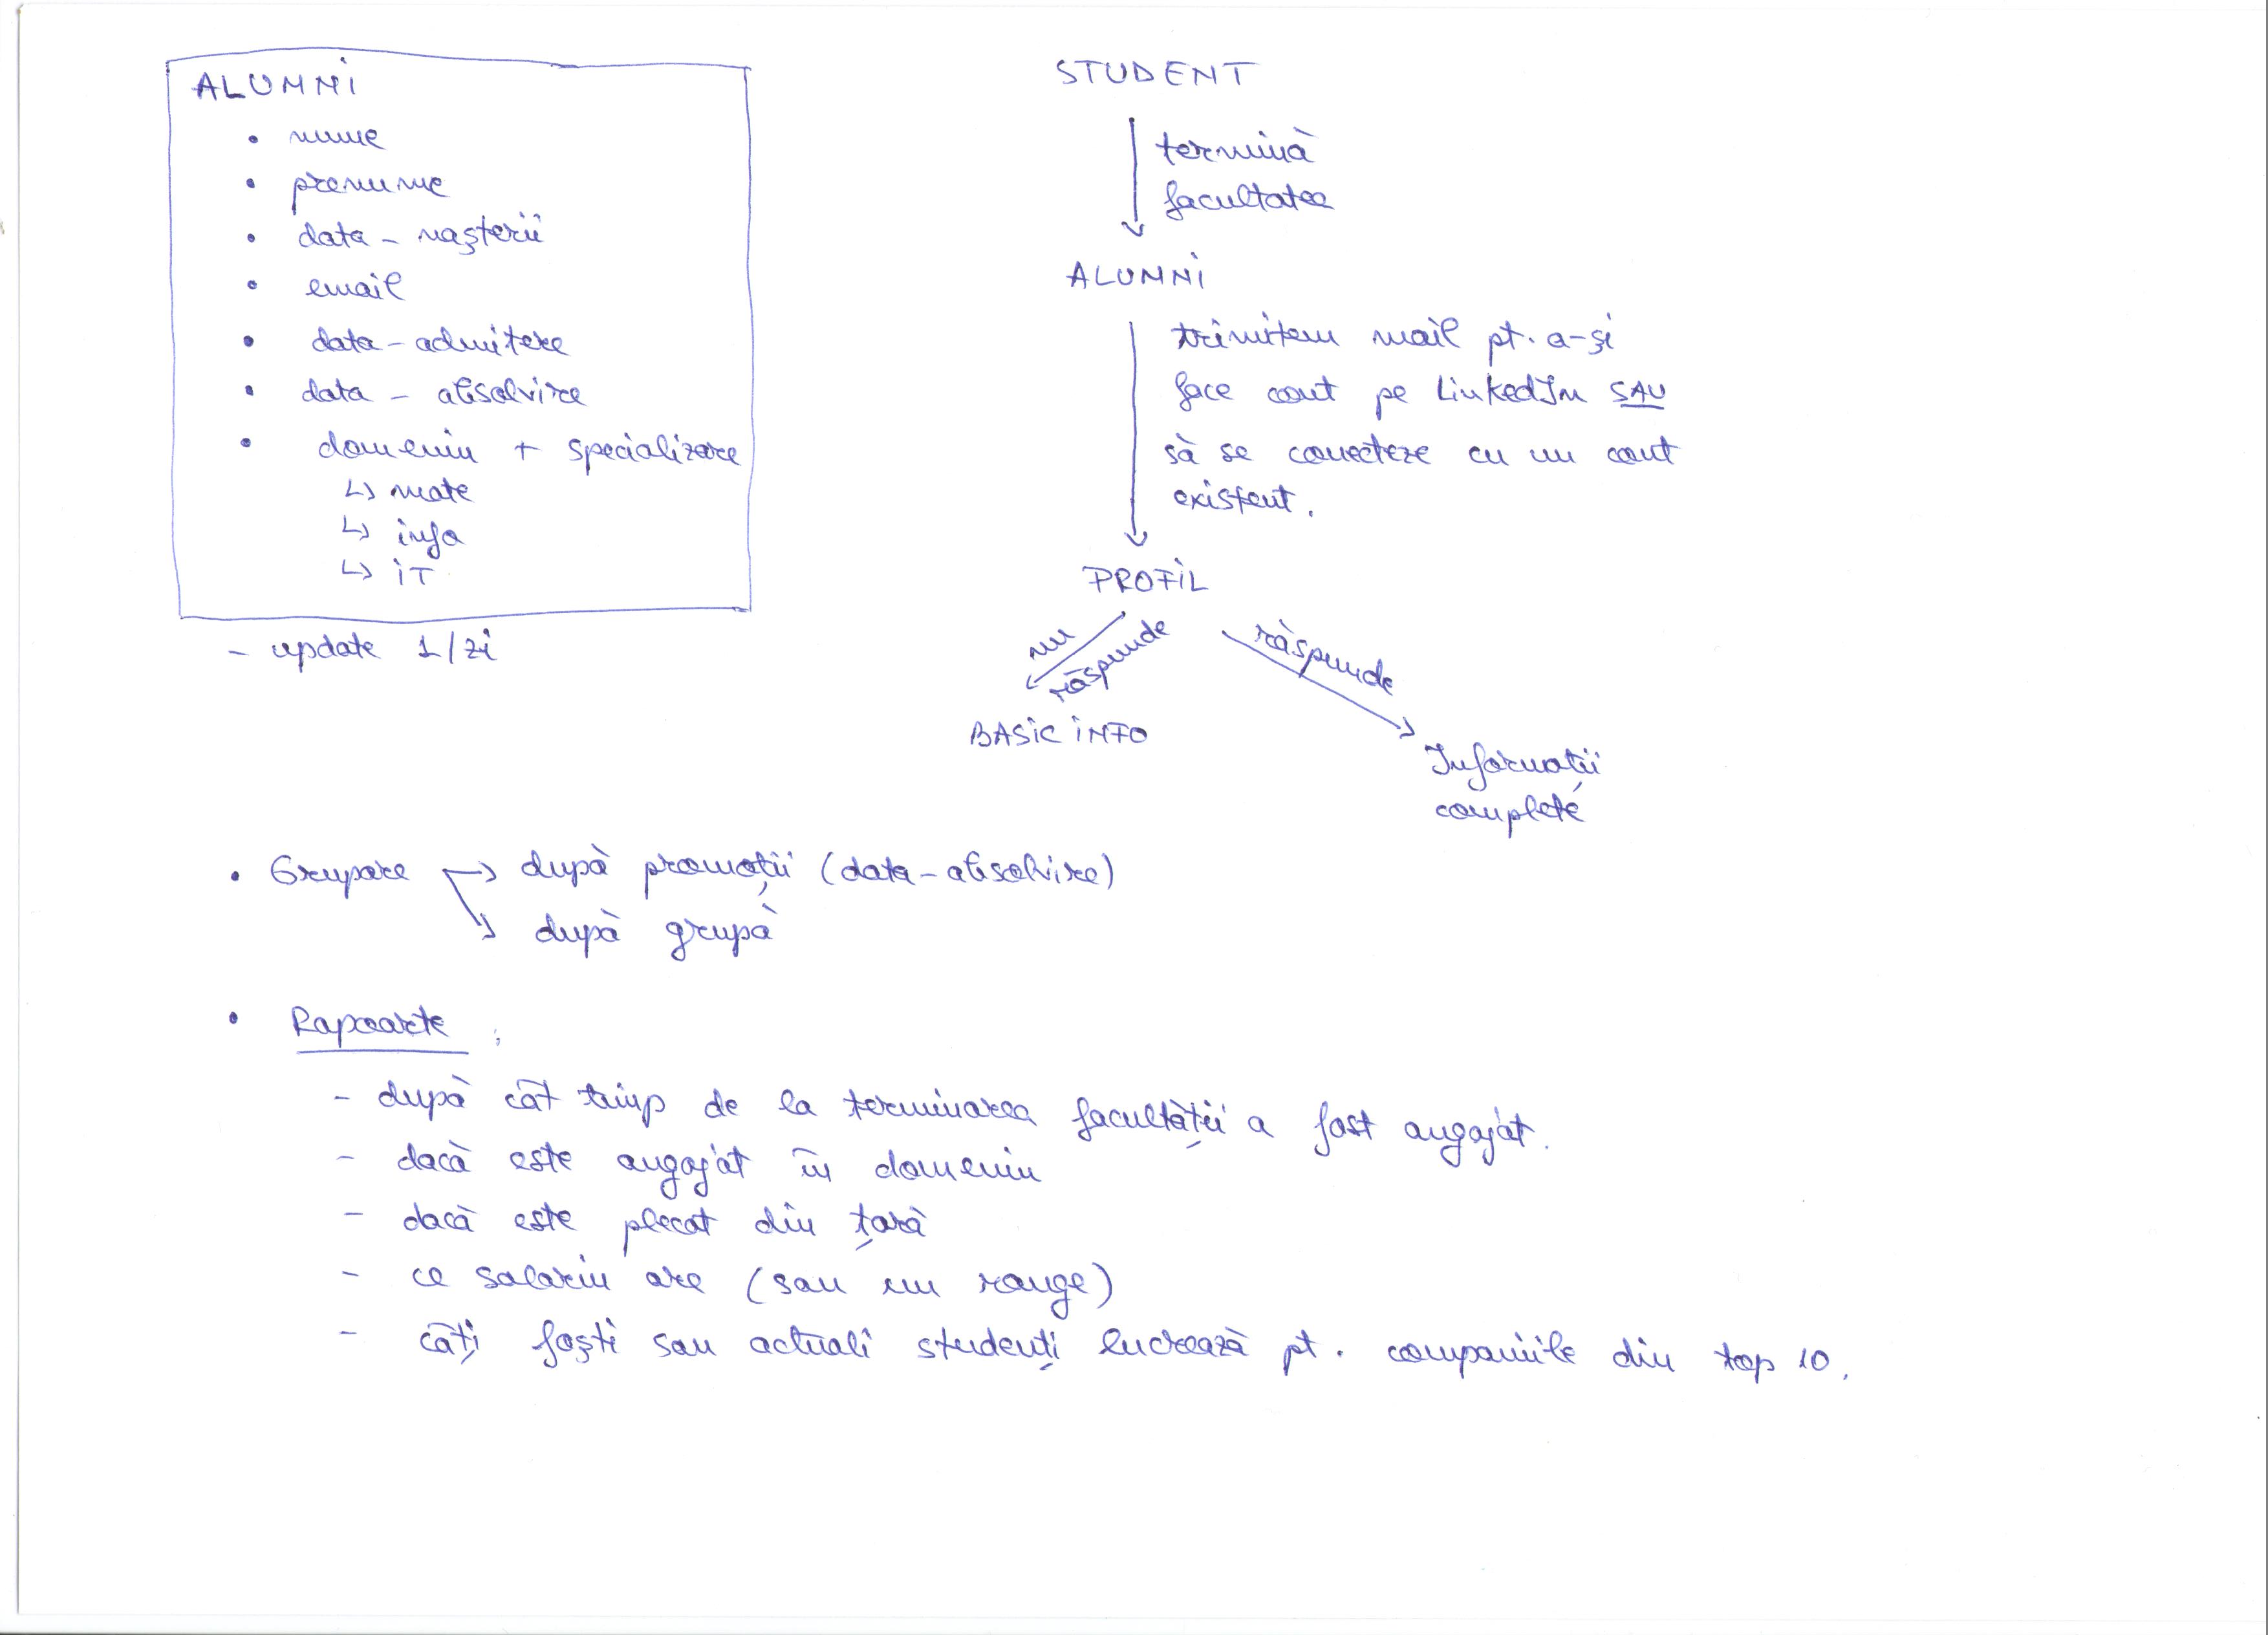 ALUMNi
• nume
• prenume
• data - nașterii
• email
• data - admitere
• data - absolvire
• domeniu + specializare
↳ mate
↳ info
↳ iT
- update 1/zi
STUDENT
termină
facultatea
ALUMNi
trimitem mail pt. a-și
face cont pe LinkedIn SAU
să se conecteze cu un cont
existent.
PROFiL
nu
răspunde
răspunde
BASiC iNFO
Informații
complete
• Grupare → după promoții (data-absolvire)
↘ după grupă
• Rapoarte :
- după cât timp de la terminarea facultății a fost angajat.
- dacă este angajat în domeniu
- dacă este plecat din țară
- ce salariu are (sau un range)
- câți foști sau actuali studenți lucrează pt. companiile din top 10.